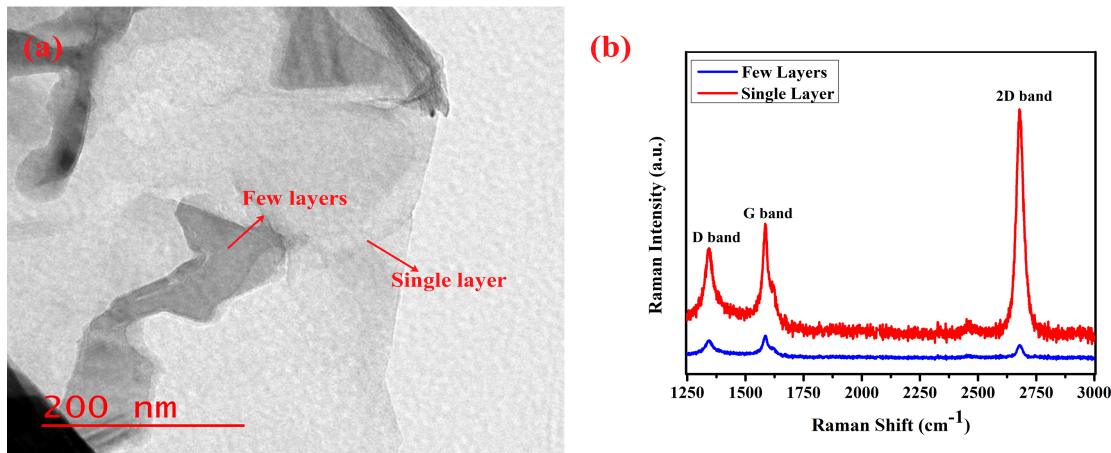 (a)
Few layers
Single layer
200 nm
(b)
Few Layers
Single Layer
2D band
G band
D band
Raman Intensity (a.u.)
1250 1500 1750 2000 2250 2500 2750 3000
Raman Shift (cm⁻¹)